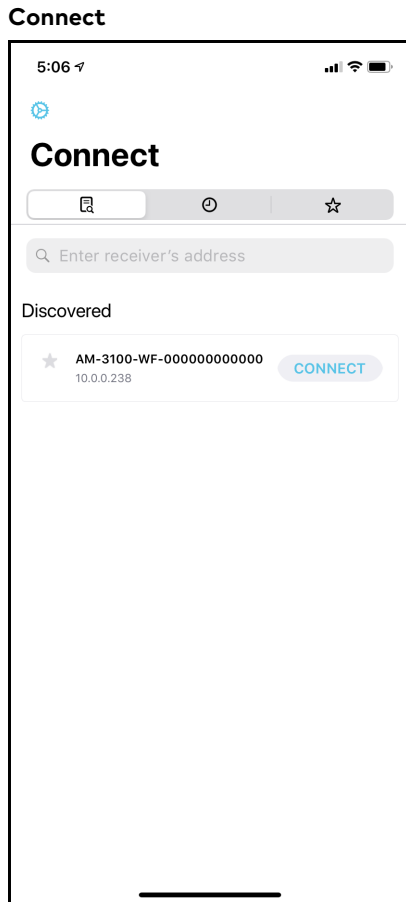 Connect
5:06
Connect
Enter receiver's address
Discovered
AM-3100-WF-000000000000
10.0.0.238
CONNECT